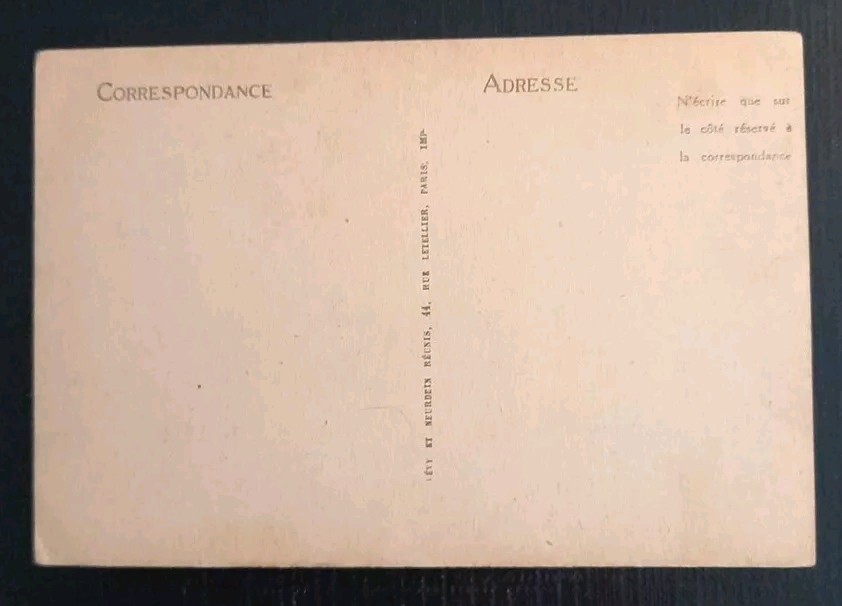 CORRESPONDANCE
ADRESSE
N'écrire que sur
le côté réservé à
la correspondance
LÉVY ET NEURDEIN RÉUNIS, 44, RUE LETELLIER, PARIS. IMP.